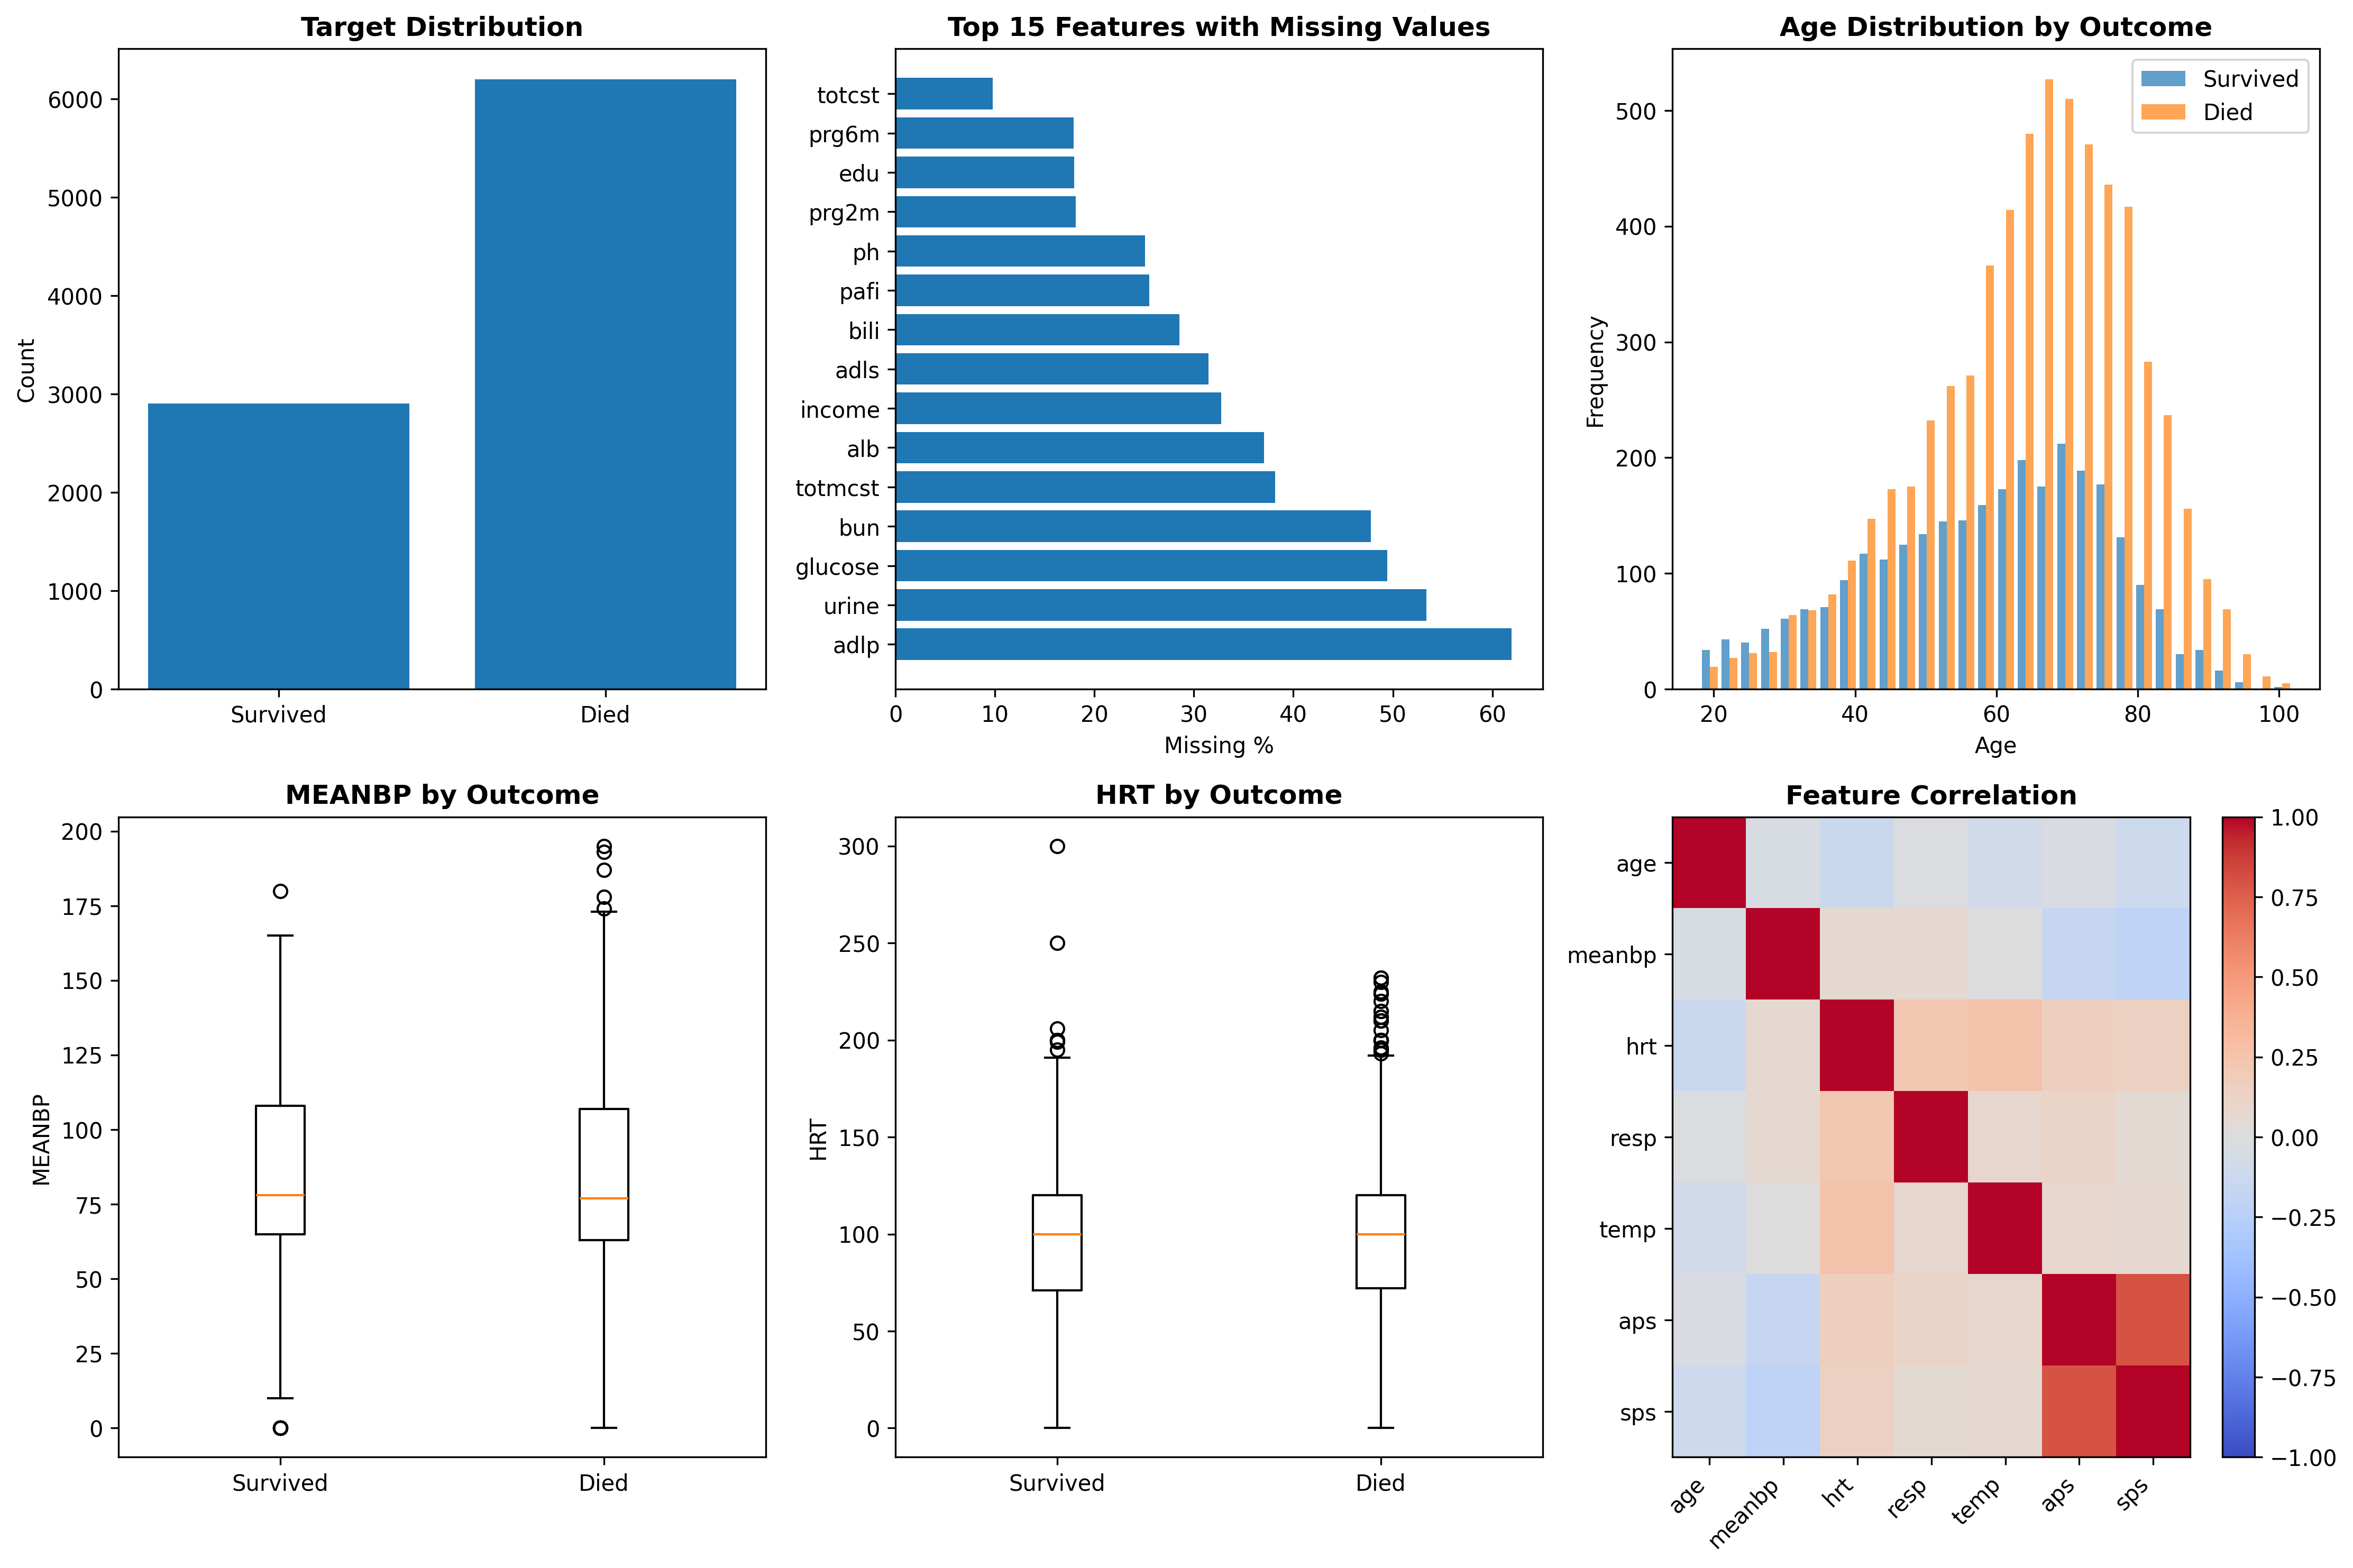 Target Distribution
Count
6000
5000
4000
3000
2000
1000
0
Survived
Died
Top 15 Features with Missing Values
totcst
prg6m
edu
prg2m
ph
pafi
bili
adls
income
alb
totmcst
bun
glucose
urine
adlp
0
10
20
30
40
50
60
Missing %
Age Distribution by Outcome
Survived
Died
Frequency
500
400
300
200
100
0
20
40
60
80
100
Age
MEANBP by Outcome
MEANBP
200
175
150
125
100
75
50
25
0
Survived
Died
HRT by Outcome
HRT
300
250
200
150
100
50
0
Survived
Died
Feature Correlation
age
meanbp
hrt
resp
temp
aps
sps
age
meanbp
hrt
resp
temp
aps
sps
1.00
0.75
0.50
0.25
0.00
−0.25
−0.50
−0.75
−1.00